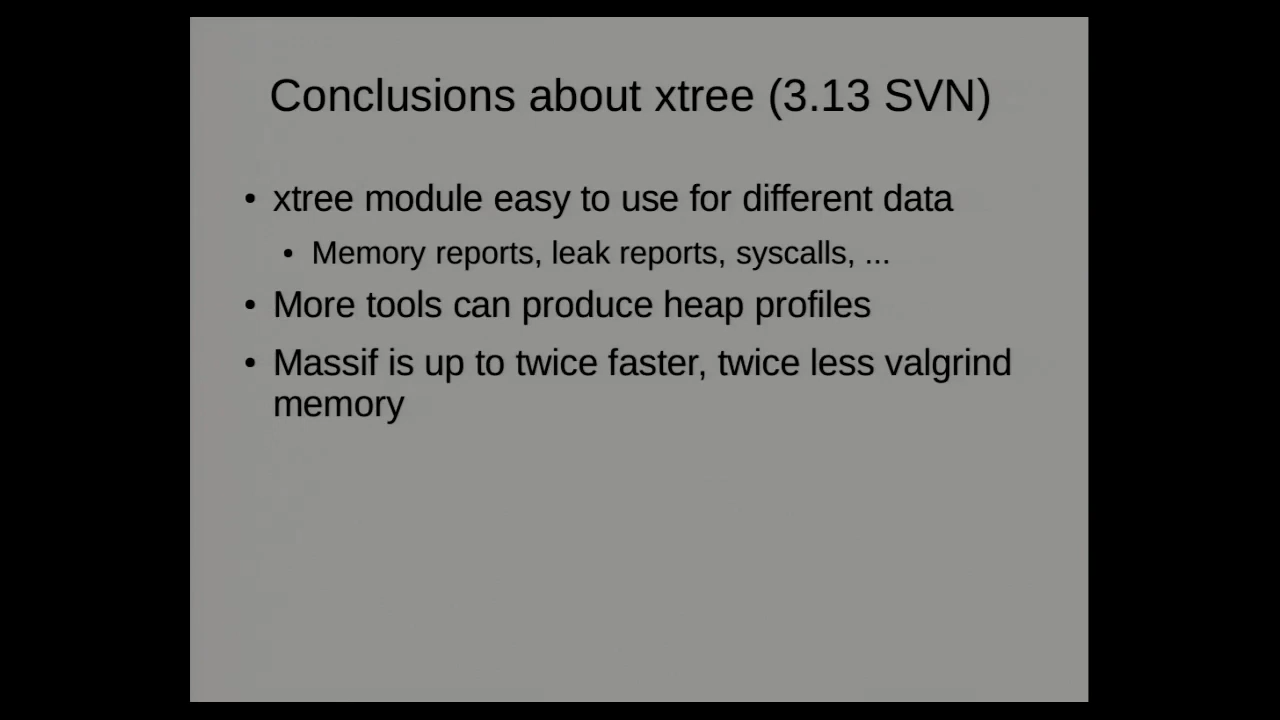 Conclusions about xtree (3.13 SVN)
• xtree module easy to use for different data
• Memory reports, leak reports, syscalls, ...
• More tools can produce heap profiles
• Massif is up to twice faster, twice less valgrind
memory